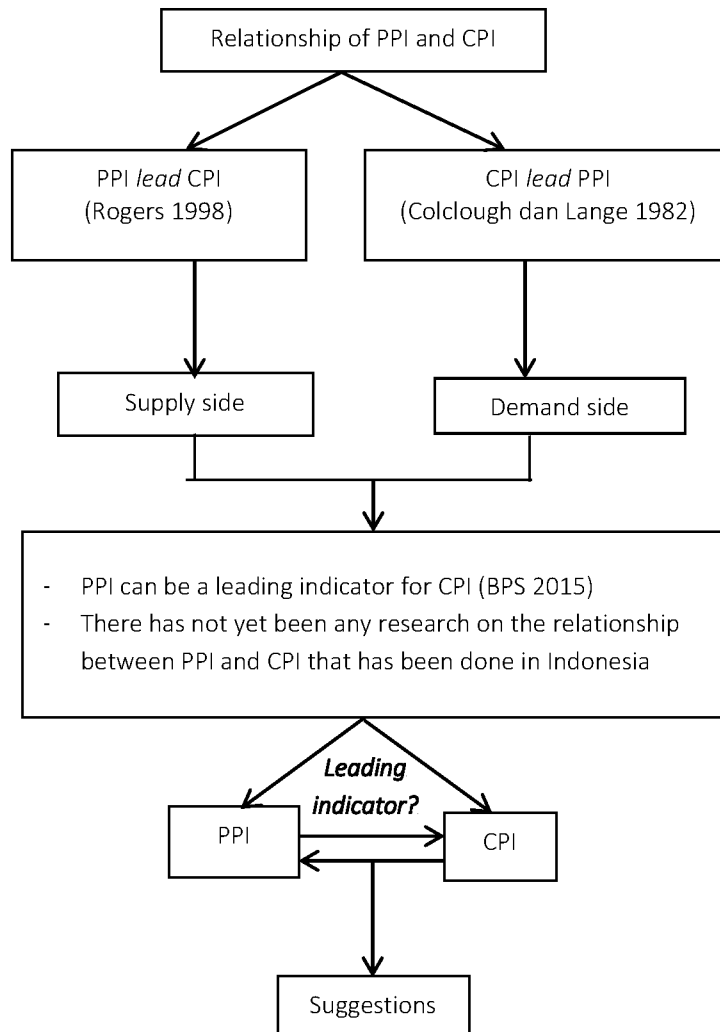 Relationship of PPI and CPI
PPI lead CPI
(Rogers 1998)
CPI lead PPI
(Colclough dan Lange 1982)
Supply side
Demand side
- PPI can be a leading indicator for CPI (BPS 2015)
- There has not yet been any research on the relationship
between PPI and CPI that has been done in Indonesia
Leading
indicator?
PPI
CPI
Suggestions